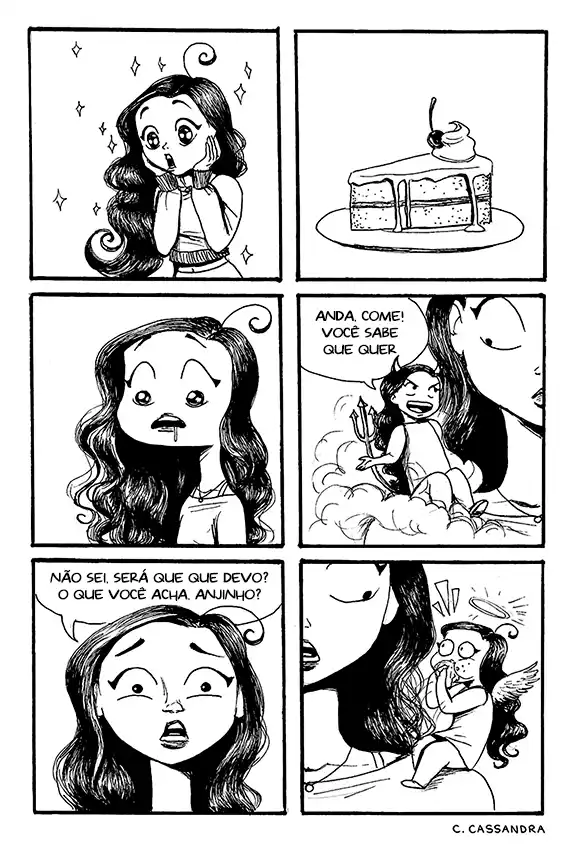 ANDA, COME!
VOCÊ SABE
QUE QUER
NÃO SEI, SERÁ QUE QUE DEVO?
O QUE VOCÊ ACHA, ANJINHO?
C. CASSANDRA